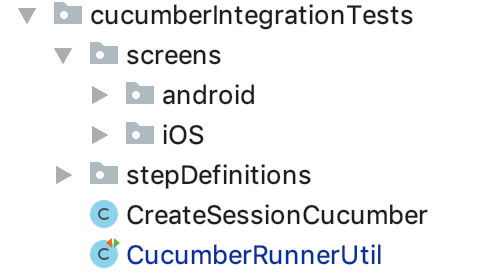 cucumberIntegrationTests
screens
android
iOS
stepDefinitions
C CreateSessionCucumber
C CucumberRunnerUtil